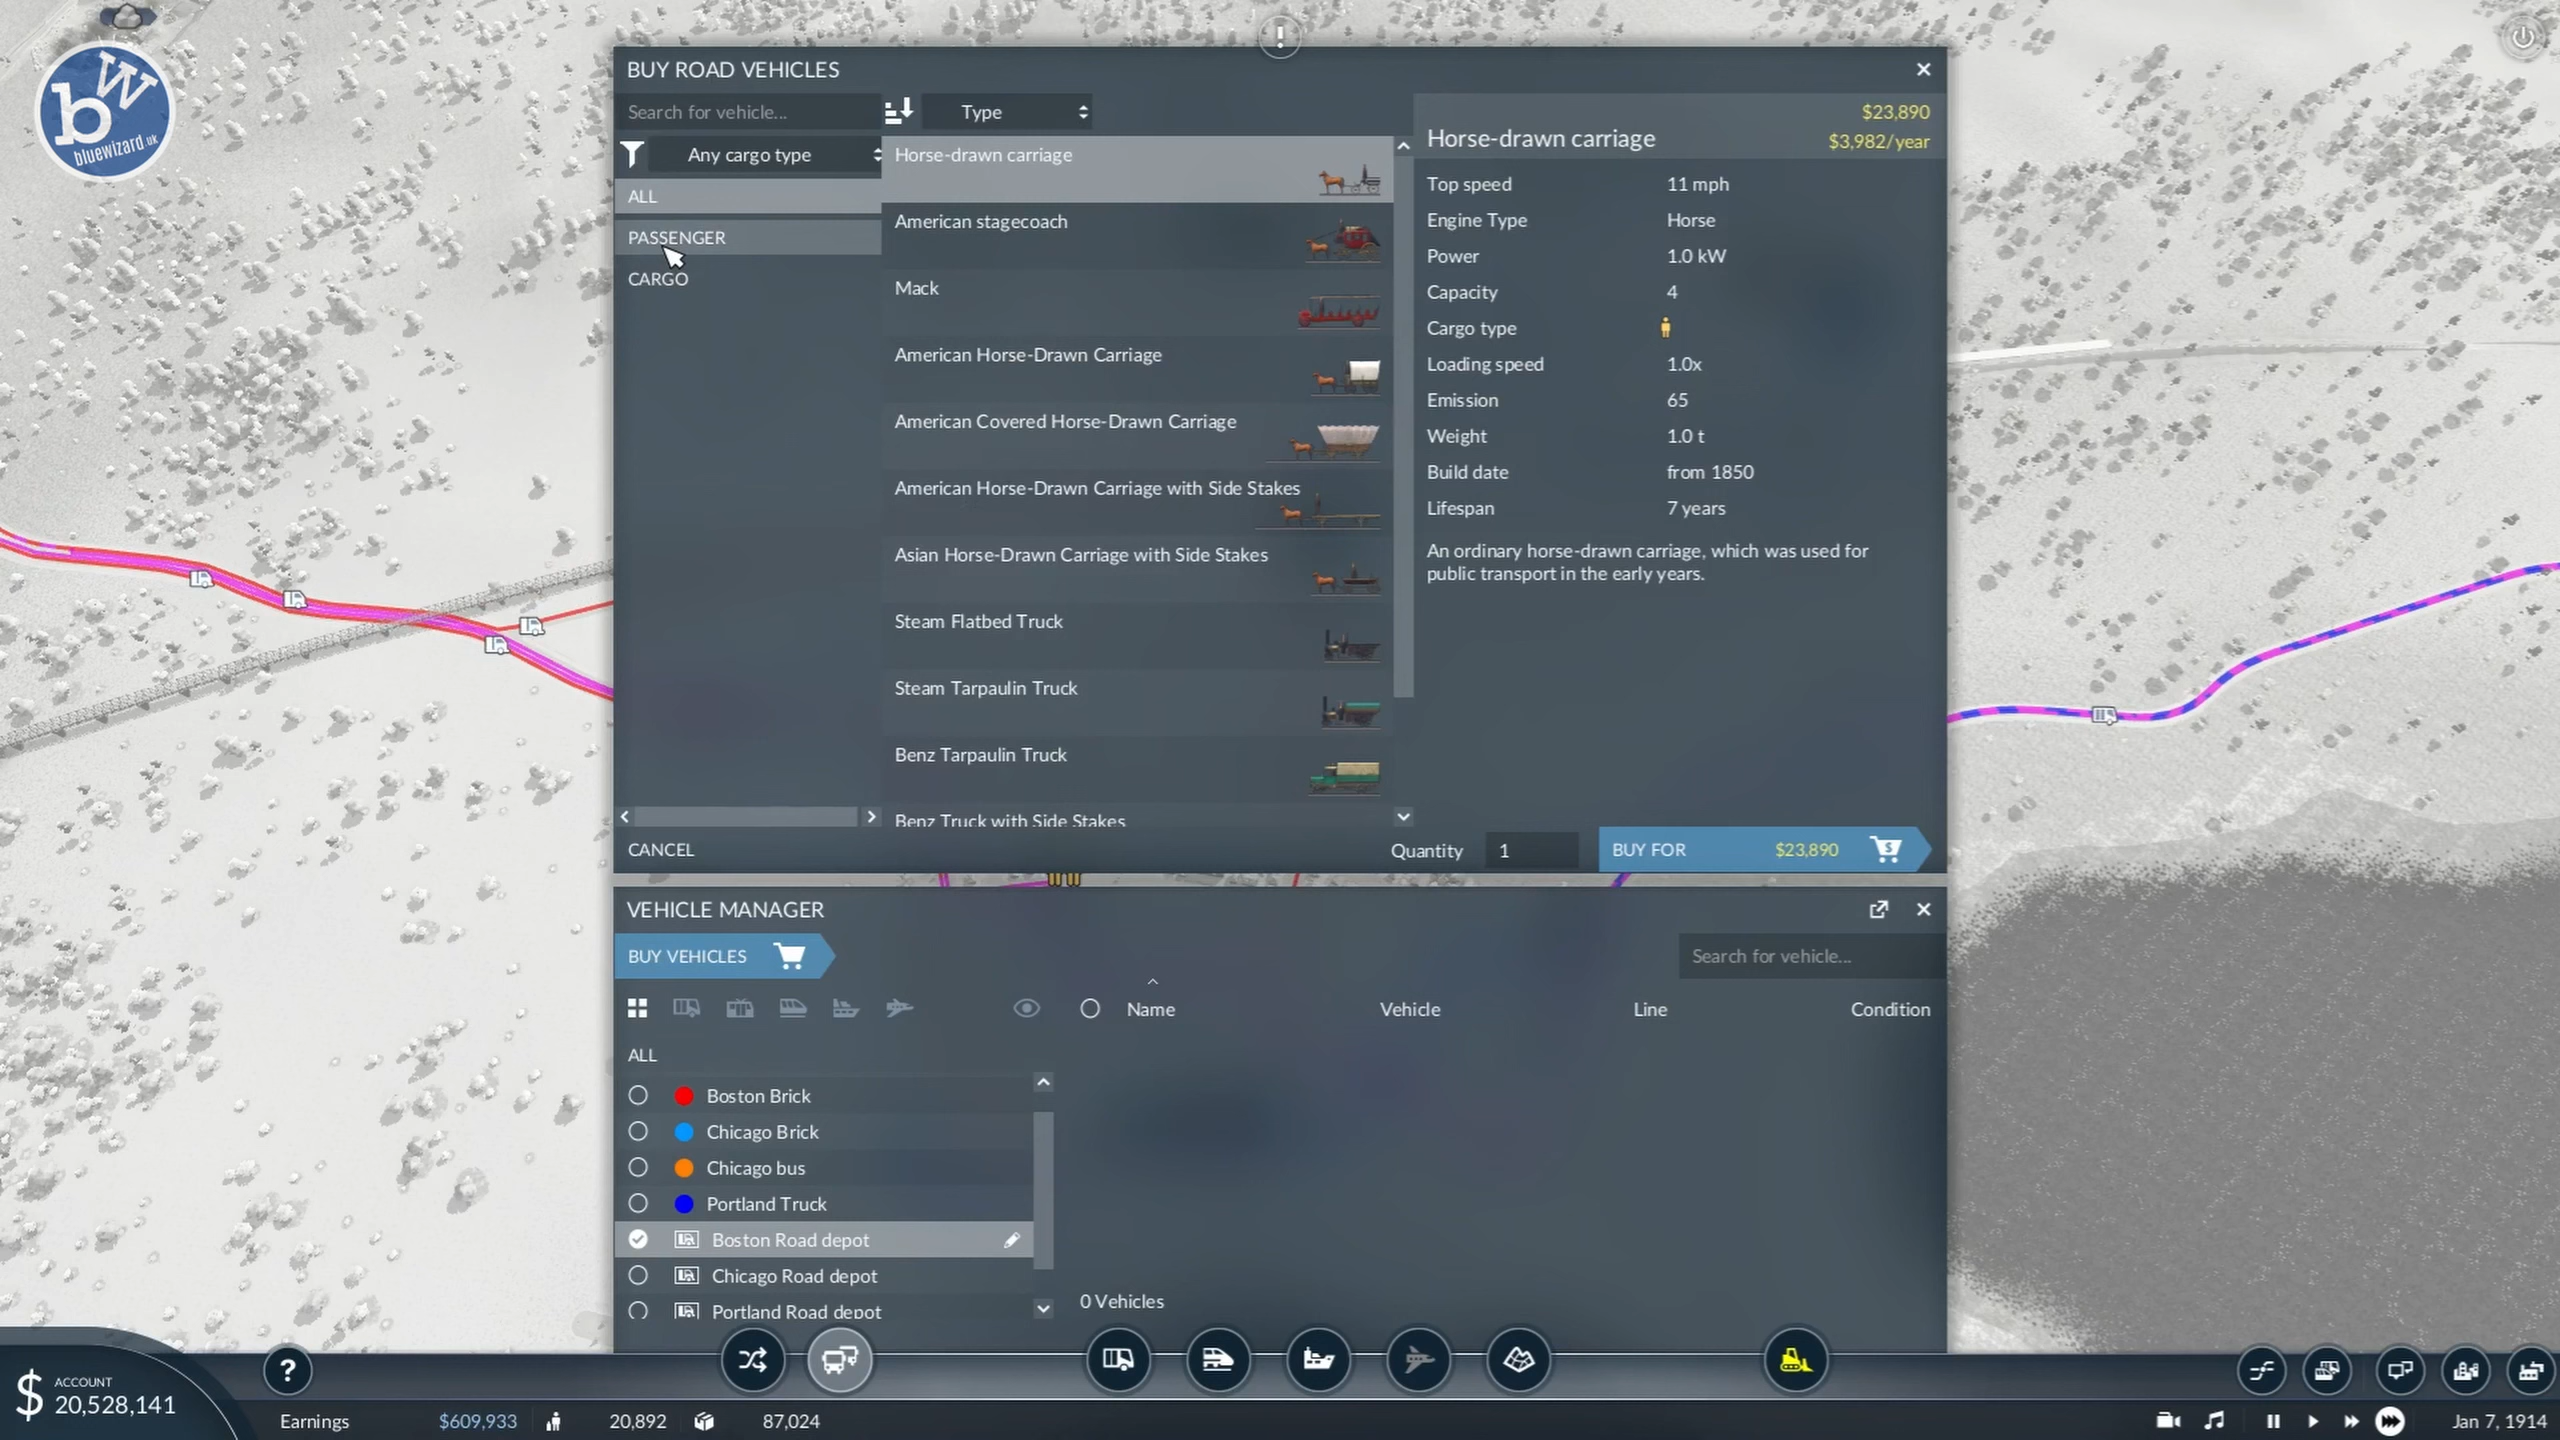 bw
bluewizard.uk
BUY ROAD VEHICLES
Search for vehicle...
Type
Any cargo type
ALL
PASSENGER
CARGO
Horse-drawn carriage
American stagecoach
Mack
American Horse-Drawn Carriage
American Covered Horse-Drawn Carriage
American Horse-Drawn Carriage with Side Stakes
Asian Horse-Drawn Carriage with Side Stakes
Steam Flatbed Truck
Steam Tarpaulin Truck
Benz Tarpaulin Truck
Benz Truck with Side Stakes
$23,890
Horse-drawn carriage
$3,982/year
Top speed 11 mph
Engine Type Horse
Power 1.0 kW
Capacity 4
Cargo type
Loading speed 1.0x
Emission 65
Weight 1.0 t
Build date from 1850
Lifespan 7 years
An ordinary horse-drawn carriage, which was used for
public transport in the early years.
CANCEL
Quantity 1
BUY FOR $23,890
VEHICLE MANAGER
BUY VEHICLES
Search for vehicle...
Name Vehicle Line Condition
ALL
Boston Brick
Chicago Brick
Chicago bus
Portland Truck
Boston Road depot
Chicago Road depot
Portland Road depot
0 Vehicles
?
$ ACCOUNT
20,528,141
Earnings $609,933 20,892 87,024
Jan 7, 1914